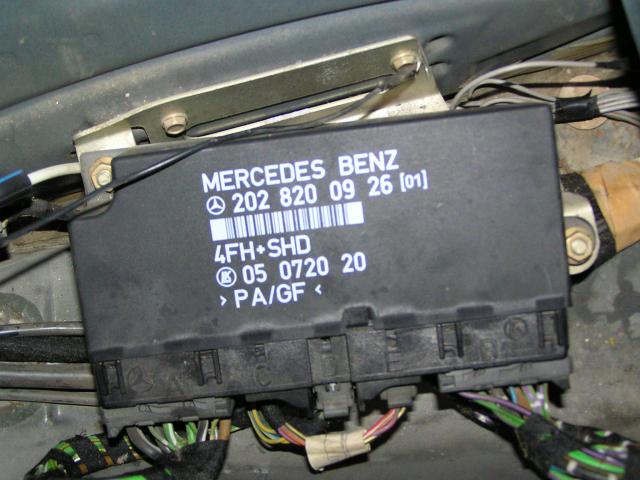 MERCEDES BENZ
202 820 09 26 [01]
4FH+SHD
05 0720 20
> PA/GF <